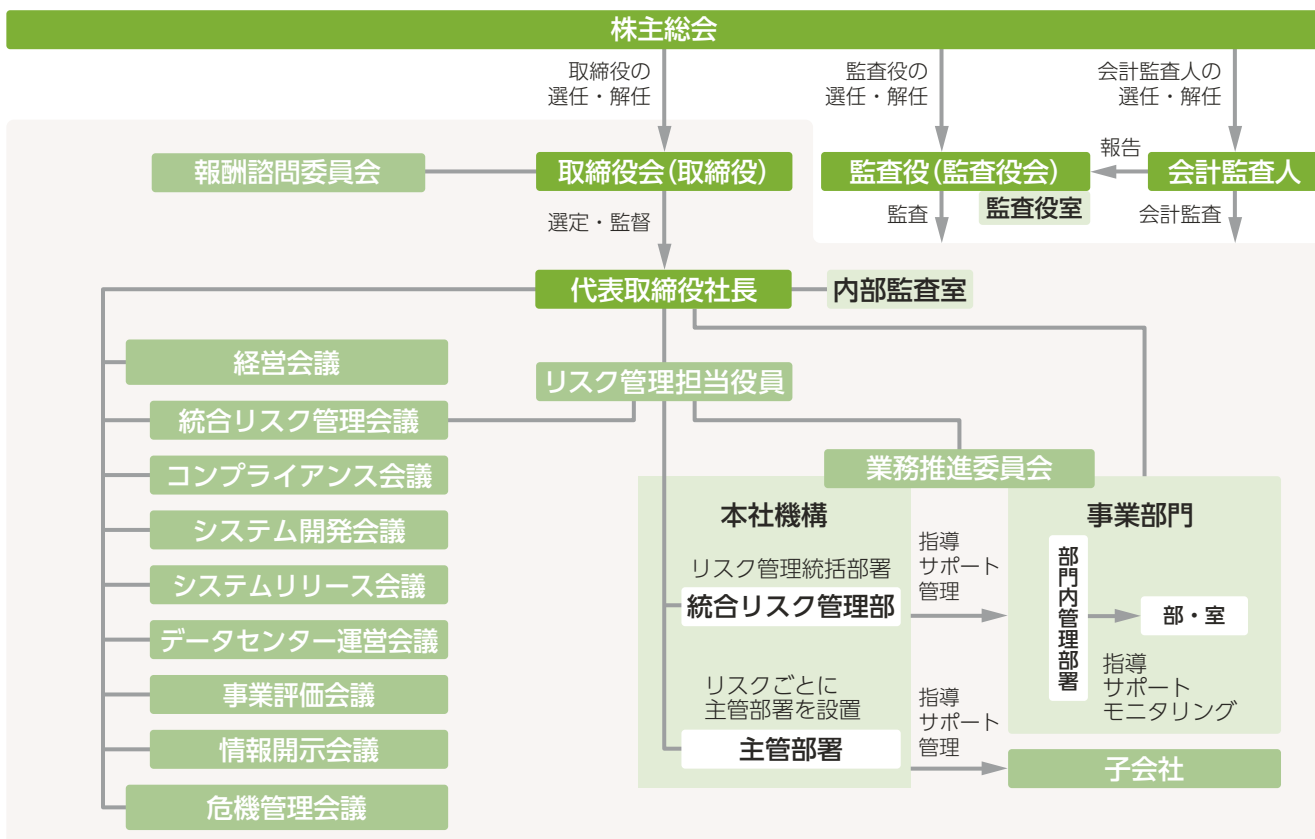 株主総会
取締役の
選任・解任
監査役の
選任・解任
会計監査人の
選任・解任
報酬諮問委員会
取締役会(取締役)
監査役(監査役会)
報告
会計監査人
選定・監督
監査
監査役室
会計監査
代表取締役社長
内部監査室
経営会議
統合リスク管理会議
コンプライアンス会議
システム開発会議
システムリリース会議
データセンター運営会議
事業評価会議
情報開示会議
危機管理会議
リスク管理担当役員
業務推進委員会
本社機構
リスク管理統括部署
統合リスク管理部
リスクごとに
主管部署を設置
主管部署
指導
サポート
管理
指導
サポート
管理
事業部門
部門内管理部署
部・室
指導
サポート
モニタリング
子会社